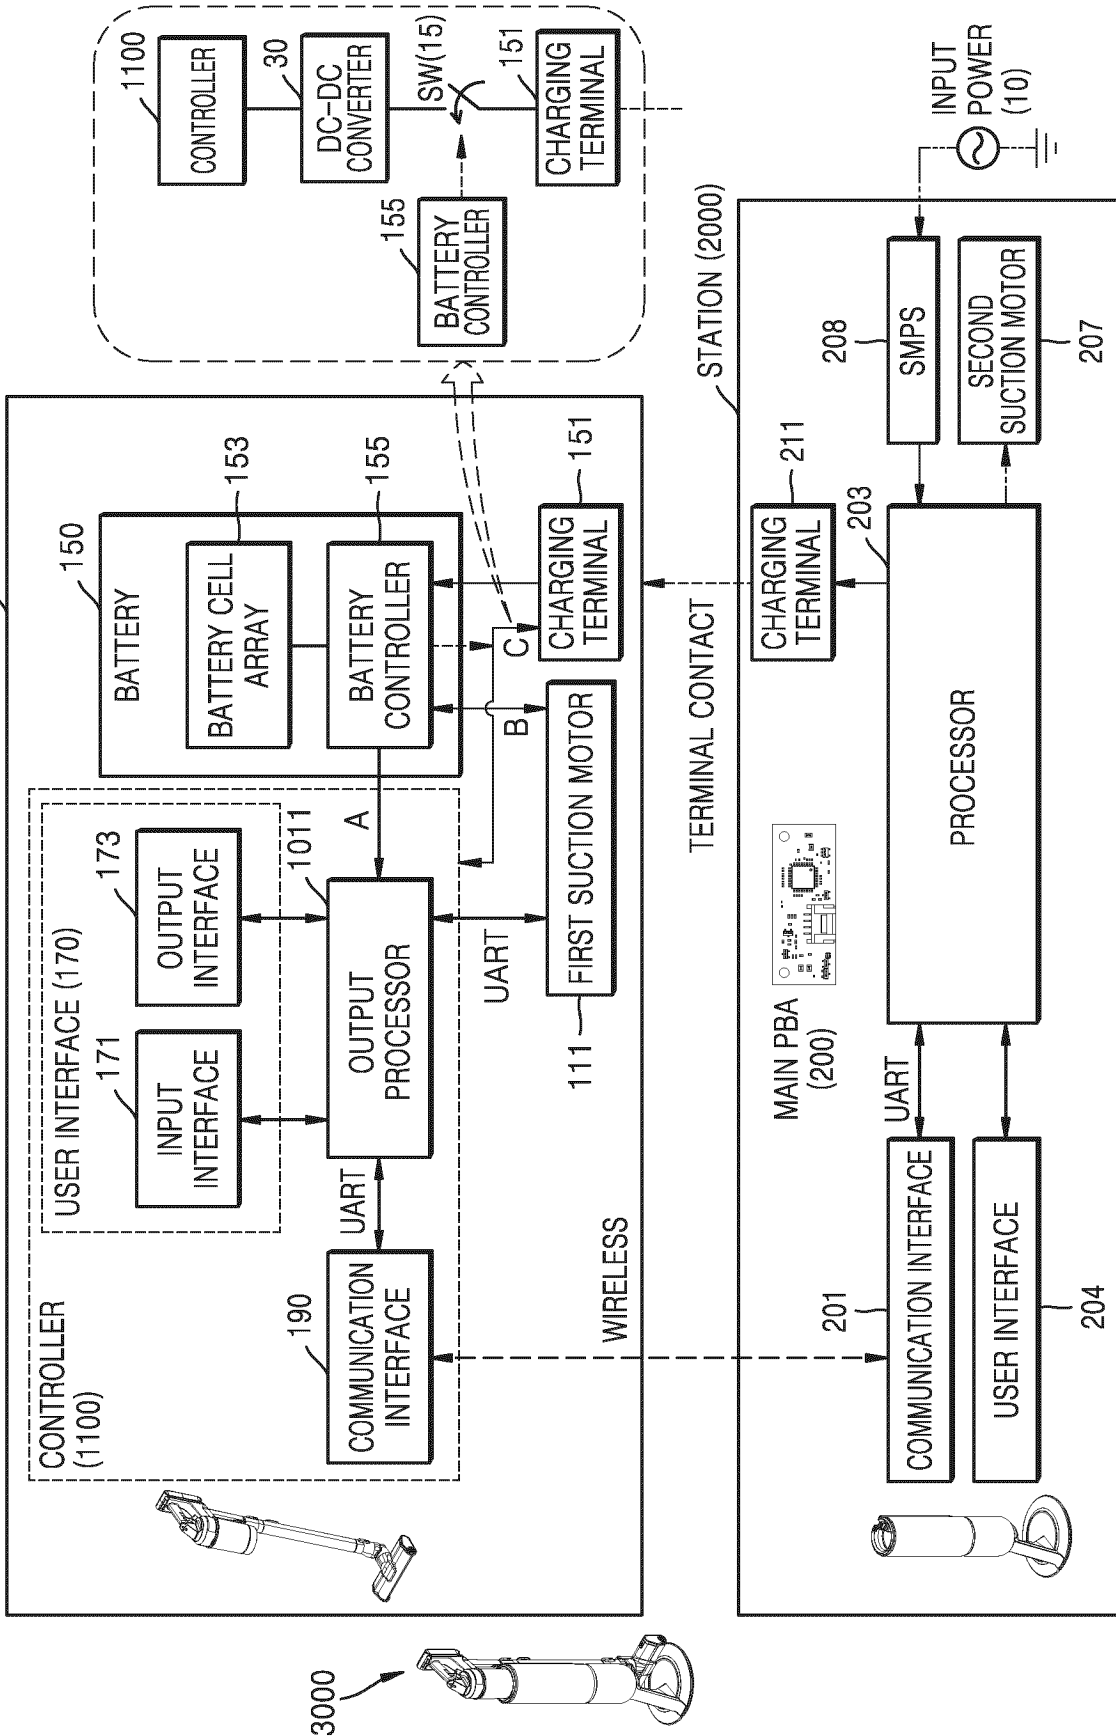 3000
CONTROLLER
(1100)
USER INTERFACE (170)
171
INPUT
INTERFACE
173
OUTPUT
INTERFACE
190
COMMUNICATION
INTERFACE
UART
OUTPUT
PROCESSOR
1011
A
150
BATTERY
153
BATTERY CELL
ARRAY
155
BATTERY
CONTROLLER
UART
B
C
111
FIRST SUCTION MOTOR
CHARGING
TERMINAL
151
1100
CONTROLLER
30
DC-DC
CONVERTER
SW(15)
155
BATTERY
CONTROLLER
151
CHARGING
TERMINAL
WIRELESS
TERMINAL CONTACT
STATION (2000)
MAIN PBA
(200)
CHARGING
TERMINAL
211
201
COMMUNICATION INTERFACE
UART
USER INTERFACE
204
203
PROCESSOR
208
SMPS
SECOND
SUCTION MOTOR
207
INPUT
POWER
(10)